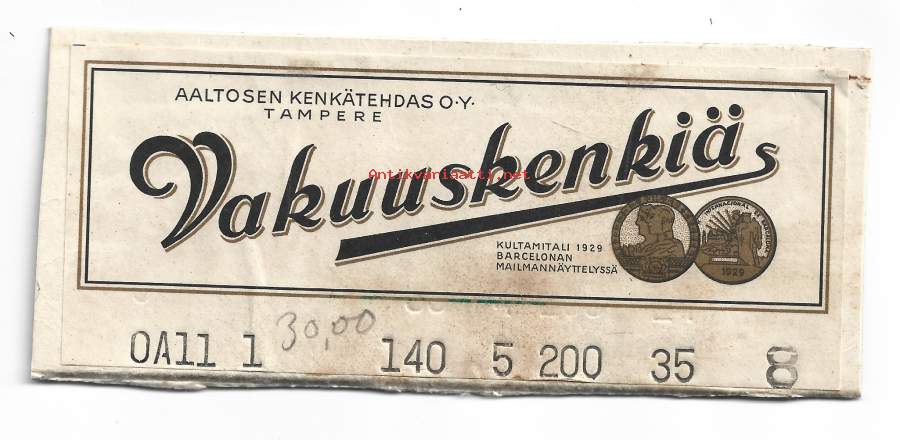 AALTOSEN KENKÄTEHDAS O·Y·
TAMPERE
Vakuuskenkiä s
Antikvariaatti.net
KULTAMITALI 1929
BARCELONAN
MAILMANNÄYTTELYSSÄ
1929
30,00
OA11 1 140 5 200 35 8